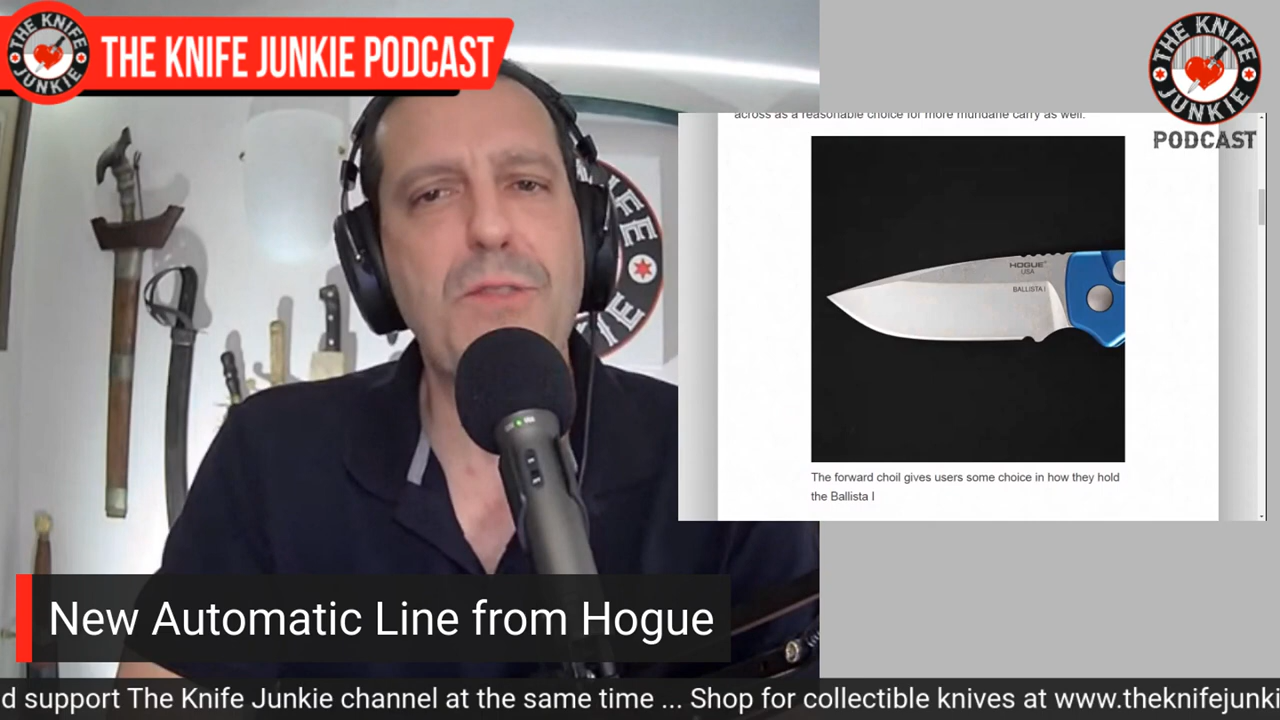 THE KNIFE
JUNKIE
THE KNIFE JUNKIE PODCAST
THE KNIFE
JUNKIE
PODCAST
across as a reasonable choice for more mundane carry as well.
HOGUE
USA
BALLISTA I
The forward choil gives users some choice in how they hold
the Ballista I
New Automatic Line from Hogue
d support The Knife Junkie channel at the same time ... Shop for collectible knives at www.theknifejunki